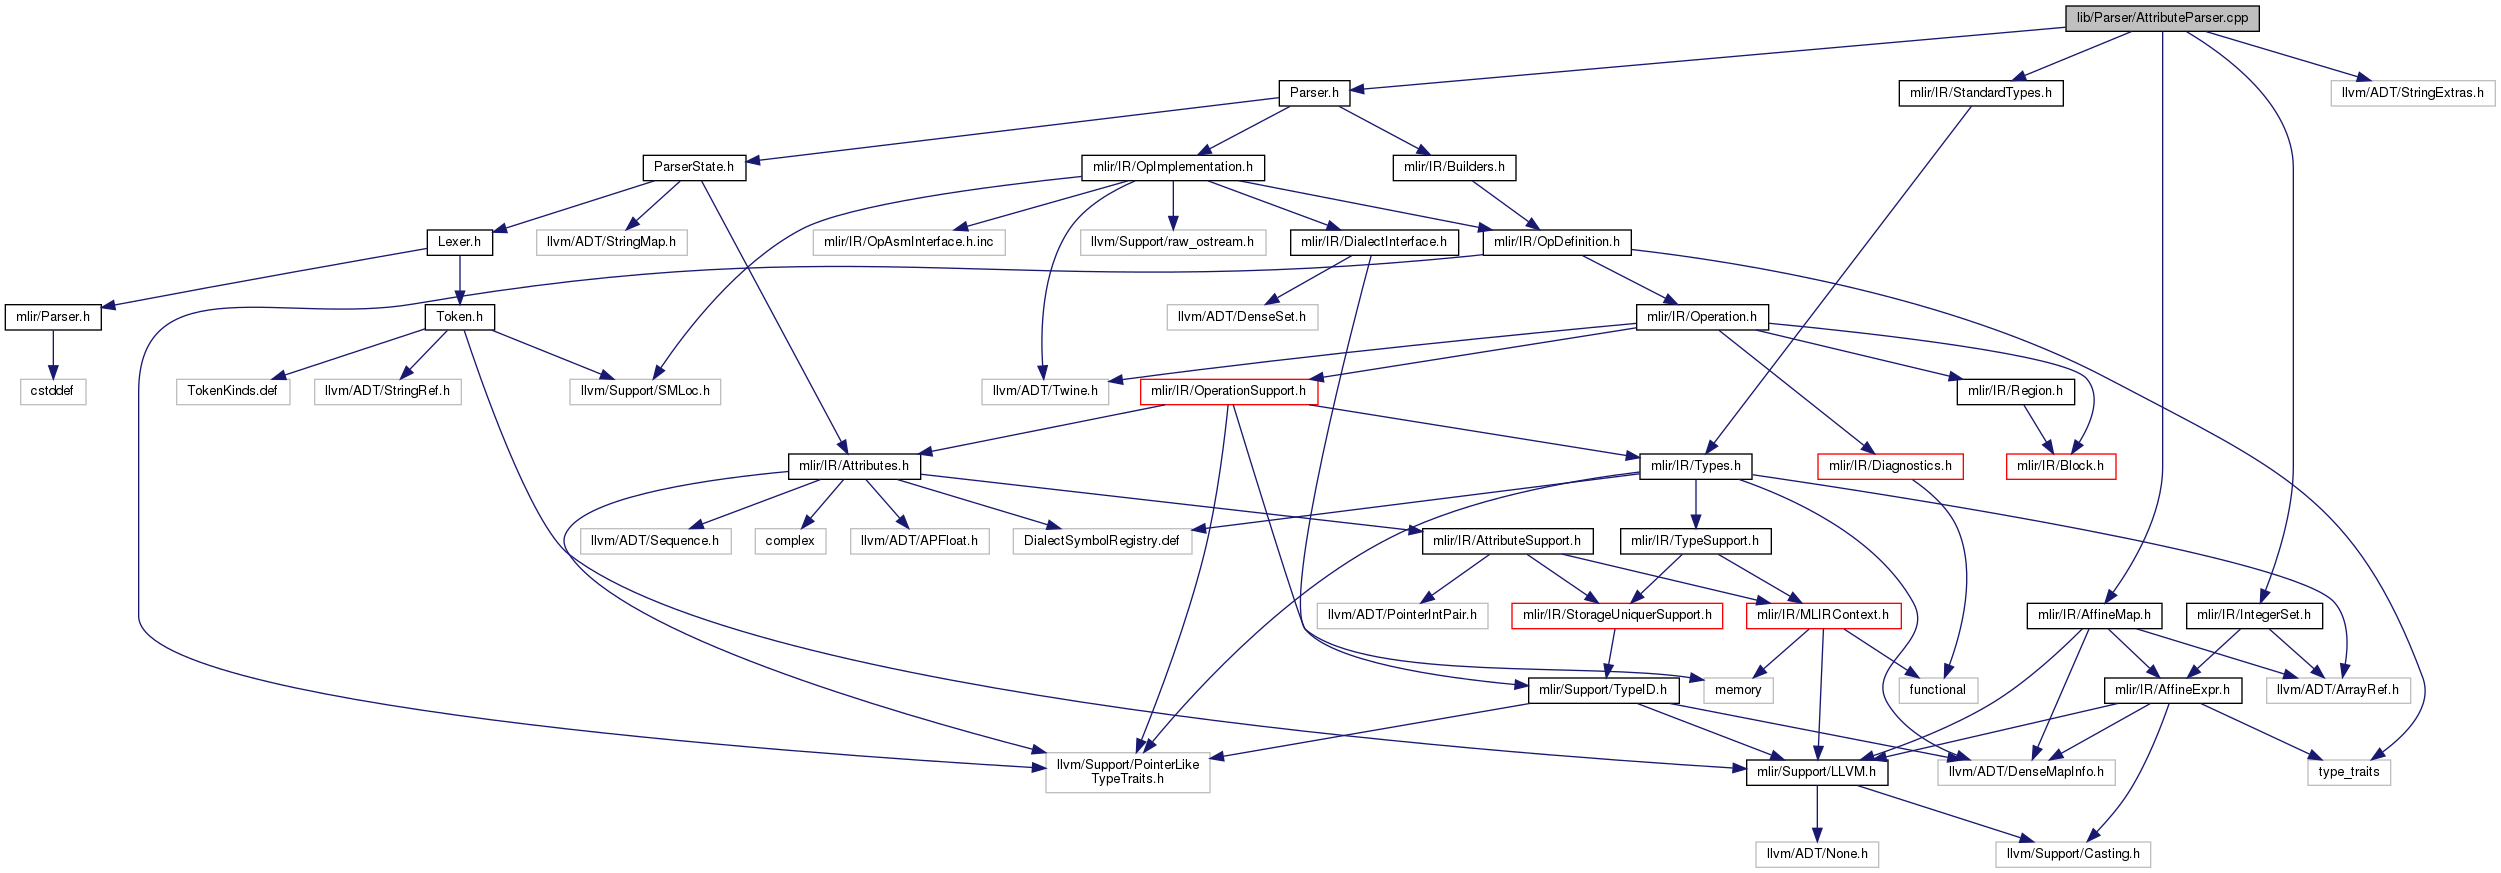 lib/Parser/AttributeParser.cpp
Parser.h
mlir/IR/StandardTypes.h
llvm/ADT/StringExtras.h
ParserState.h
mlir/IR/OpImplementation.h
mlir/IR/Builders.h
Lexer.h
llvm/ADT/StringMap.h
mlir/IR/OpAsmInterface.h.inc
llvm/Support/raw_ostream.h
mlir/IR/DialectInterface.h
mlir/IR/OpDefinition.h
mlir/Parser.h
Token.h
llvm/ADT/DenseSet.h
mlir/IR/Operation.h
cstddef
TokenKinds.def
llvm/ADT/StringRef.h
llvm/Support/SMLoc.h
llvm/ADT/Twine.h
mlir/IR/OperationSupport.h
mlir/IR/Region.h
mlir/IR/Attributes.h
mlir/IR/Types.h
mlir/IR/Diagnostics.h
mlir/IR/Block.h
llvm/ADT/Sequence.h
complex
llvm/ADT/APFloat.h
DialectSymbolRegistry.def
mlir/IR/AttributeSupport.h
mlir/IR/TypeSupport.h
llvm/ADT/PointerIntPair.h
mlir/IR/StorageUniquerSupport.h
mlir/IR/MLIRContext.h
mlir/IR/AffineMap.h
mlir/IR/IntegerSet.h
mlir/Support/TypeID.h
memory
functional
mlir/IR/AffineExpr.h
llvm/ADT/ArrayRef.h
llvm/Support/PointerLike
TypeTraits.h
mlir/Support/LLVM.h
llvm/ADT/DenseMapInfo.h
type_traits
llvm/ADT/None.h
llvm/Support/Casting.h